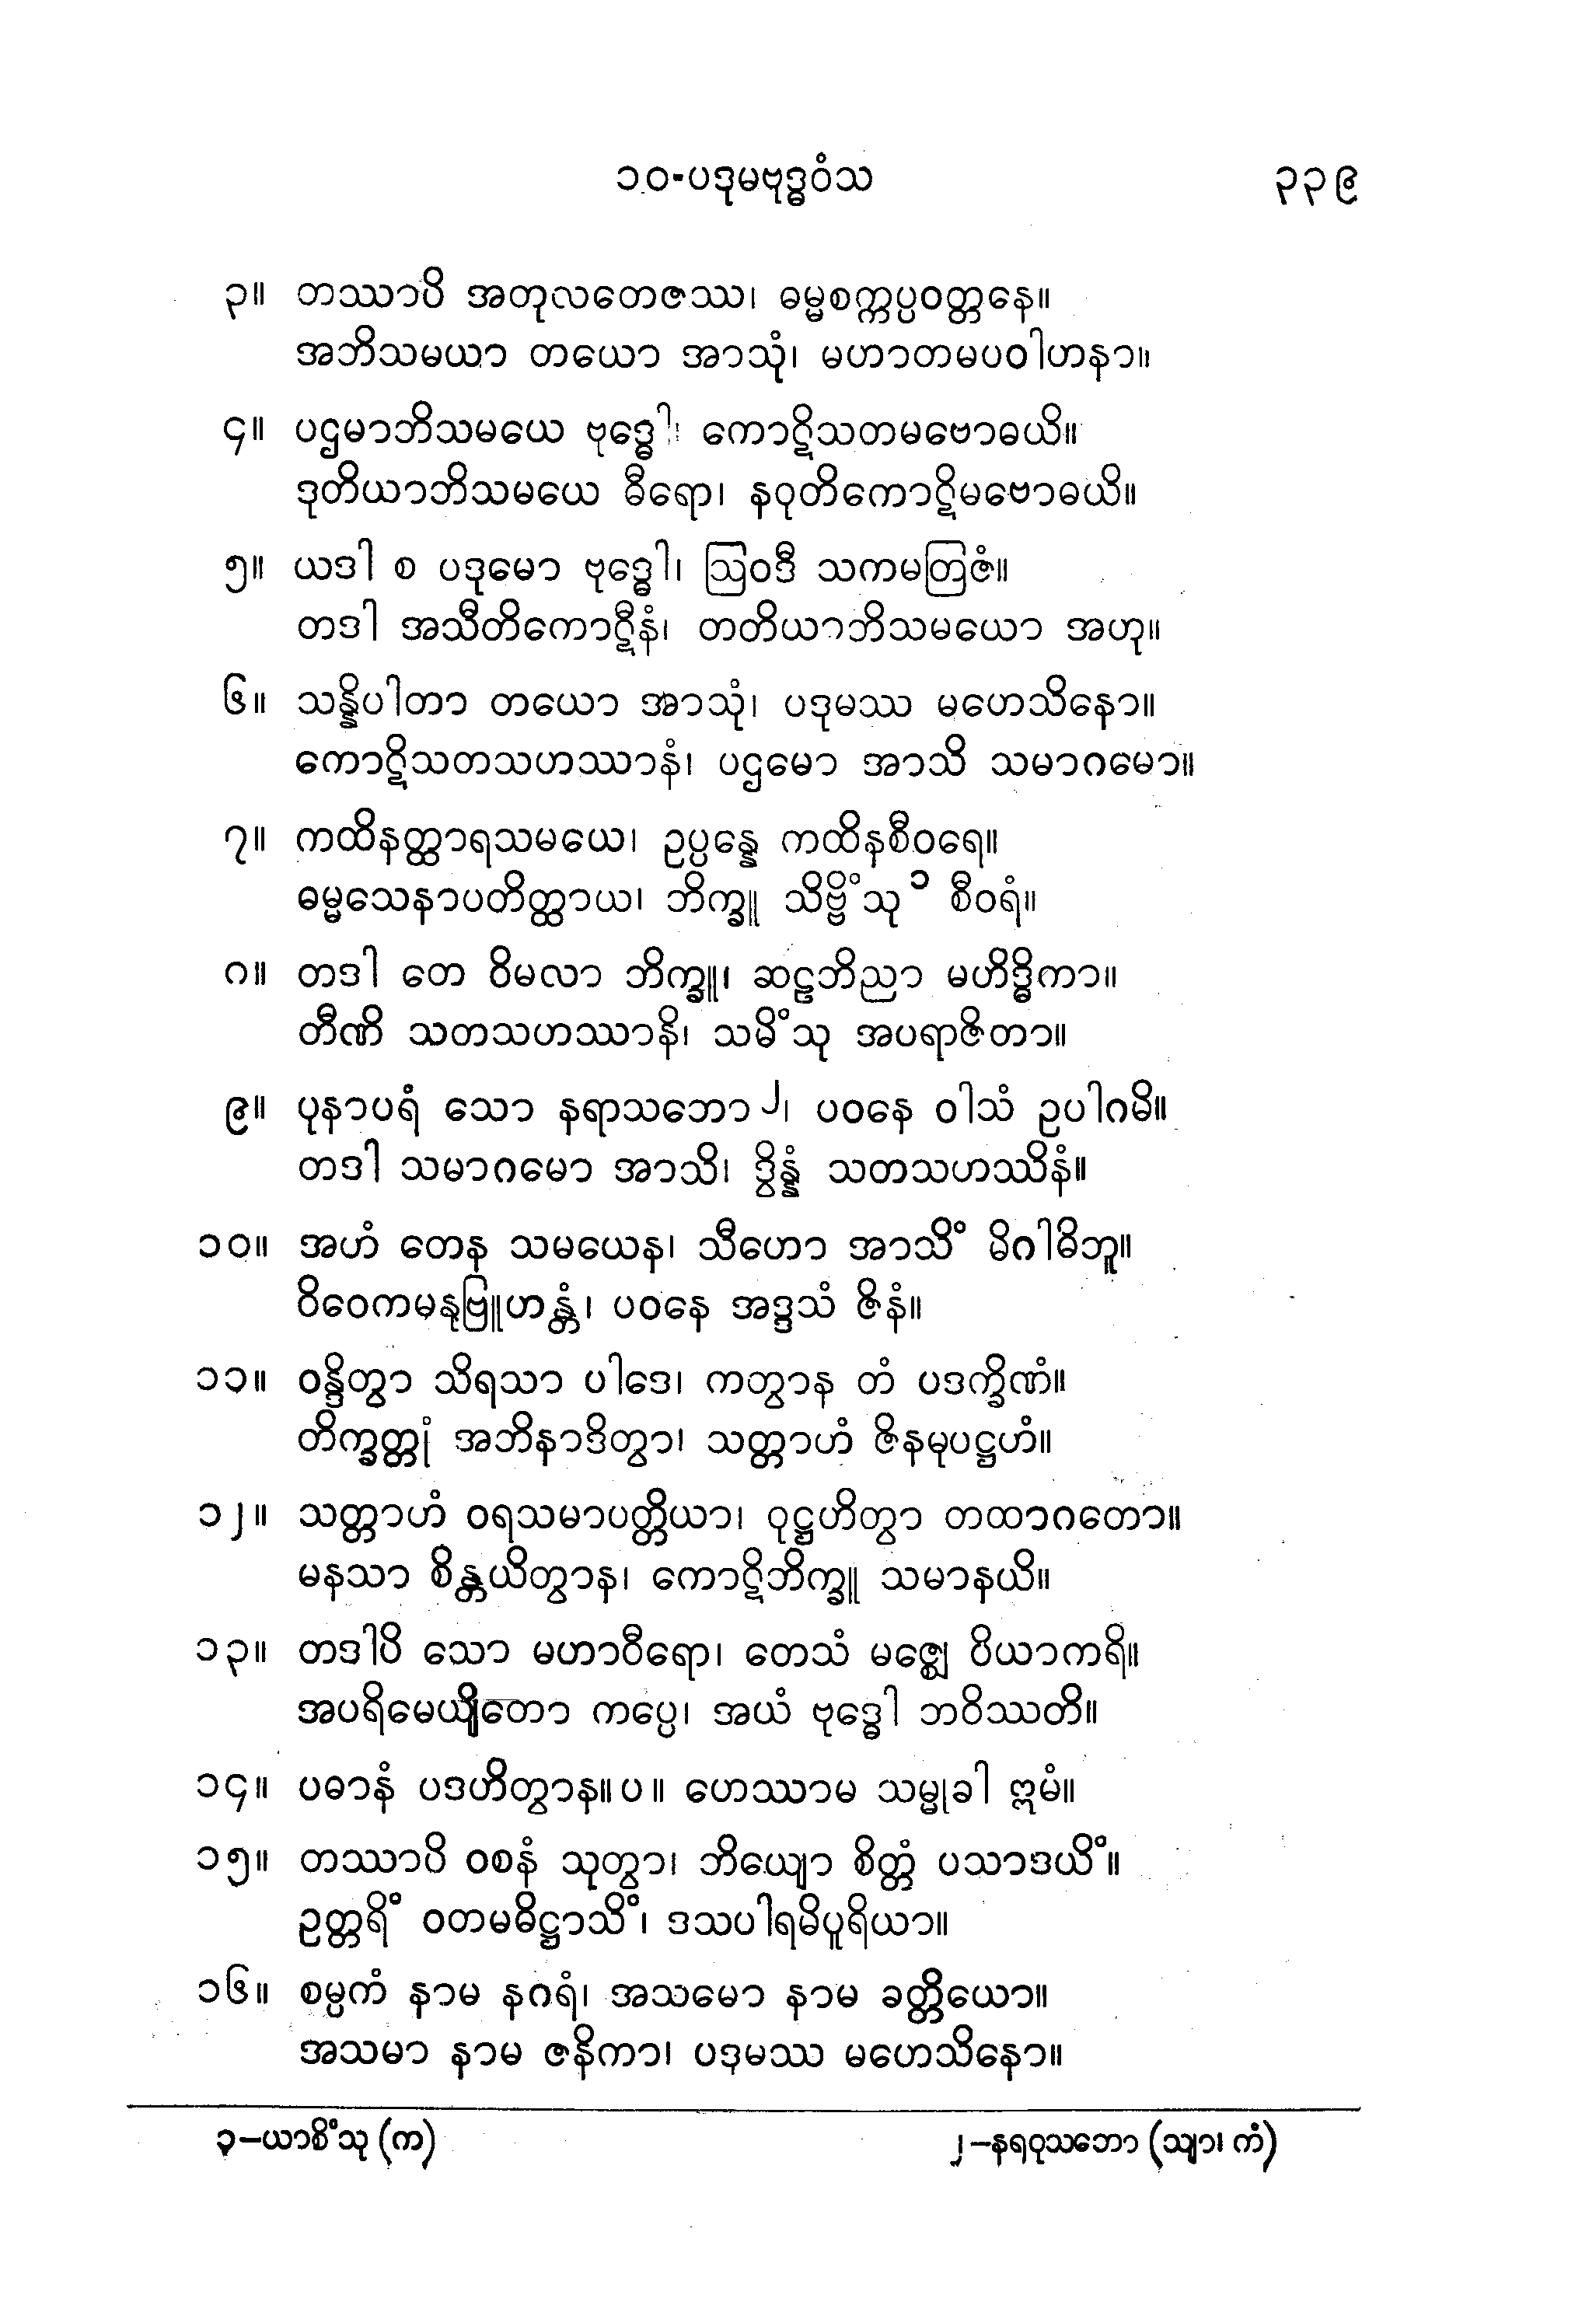 ၁၀-ပဒုမဗုဒ္ဓဝံသ ၃၃၉
၃။ တဿာပိ အတုလတေဇဿ၊ ဓမ္မစက္ကပ္ပဝတ္တနေ။
အဘိသမယာ တယော အာသုံ၊ မဟာတမပဝါဟနာ။
၄။ ပဌမာဘိသမယေ ဗုဒ္ဓေါ၊ ကောဋိသတမဗောဓယိ။
ဒုတိယာဘိသမယေ ဓီရော၊ နဝုတိကောဋိမဗောဓယိ။
၅။ ယဒါ စ ပဒုမော ဗုဒ္ဓေါ၊ ဩဝဒီ သကမတြဇံ။
တဒါ အသီတိကောဋီနံ၊ တတိယာဘိသမယော အဟု။
၆။ သန္နိပါတာ တယော အာသုံ၊ ပဒုမဿ မဟေသိနော။
ကောဋိသတသဟဿာနံ၊ ပဌမော အာသိ သမာဂမော။
၇။ ကထိနတ္ထာရသမယေ၊ ဥပ္ပန္နေ ကထိနစီဝရေ။
ဓမ္မသေနာပတိတ္ထာယ၊ ဘိက္ခူ သိဗ္ဗိံသု ၁ စီဝရံ။
၈။ တဒါ တေ ဝိမလာ ဘိက္ခူ၊ ဆဠဘိညာ မဟိဒ္ဓိကာ။
တီဏိ သတသဟဿာနိ၊ သမိံသု အပရာဇိတာ။
၉။ ပုနာပရံ သော နရာသဘော ၂၊ ပဝနေ ဝါသံ ဥပါဂမိ။
တဒါ သမာဂမော အာသိ၊ ဒွိန္နံ သတသဟဿိနံ။
၁၀။ အဟံ တေန သမယေန၊ သီဟော အာသိံ မိဂါဓိဘူ။
ဝိဝေကမနုဗြူဟန္တံ၊ ပဝနေ အဒ္ဒသံ ဇိနံ။
၁၁။ ဝန္ဒိတွာ သိရသာ ပါဒေ၊ ကတွာန တံ ပဒက္ခိဏံ။
တိက္ခတ္တုံ အဘိနာဒိတွာ၊ သတ္တာဟံ ဇိနမုပဋ္ဌဟံ။
၁၂။ သတ္တာဟံ ဝရသမာပတ္တိယာ၊ ဝုဋ္ဌဟိတွာ တထာဂတော။
မနသာ စိန္တယိတွာန၊ ကောဋိဘိက္ခူ သမာနယိ။
၁၃။ တဒါပိ သော မဟာဝီရော၊ တေသံ မဇ္ဈေ ဝိယာကရိ။
အပရိမေယျိတော ကပ္ပေ၊ အယံ ဗုဒ္ဓေါ ဘဝိဿတိ။
၁၄။ ပဓာနံ ပဒဟိတွာန။ပ။ ဟေဿာမ သမ္မုခါ ဣမံ။
၁၅။ တဿာပိ ဝစနံ သုတွာ၊ ဘိယျော စိတ္တံ ပသာဒယိံ။
ဥတ္တရိံ ဝတမဓိဋ္ဌာသိံ၊ ဒသပါရမိပူရိယာ။
၁၆။ စမ္ပကံ နာမ နဂရံ၊ အသမော နာမ ခတ္တိယော။
အသမာ နာမ ဇနိကာ၊ ပဒုမဿ မဟေသိနော။
၃-ယာစိံသု (က) ၂-နရဝုသဘော (သျာ၊ ကံ)